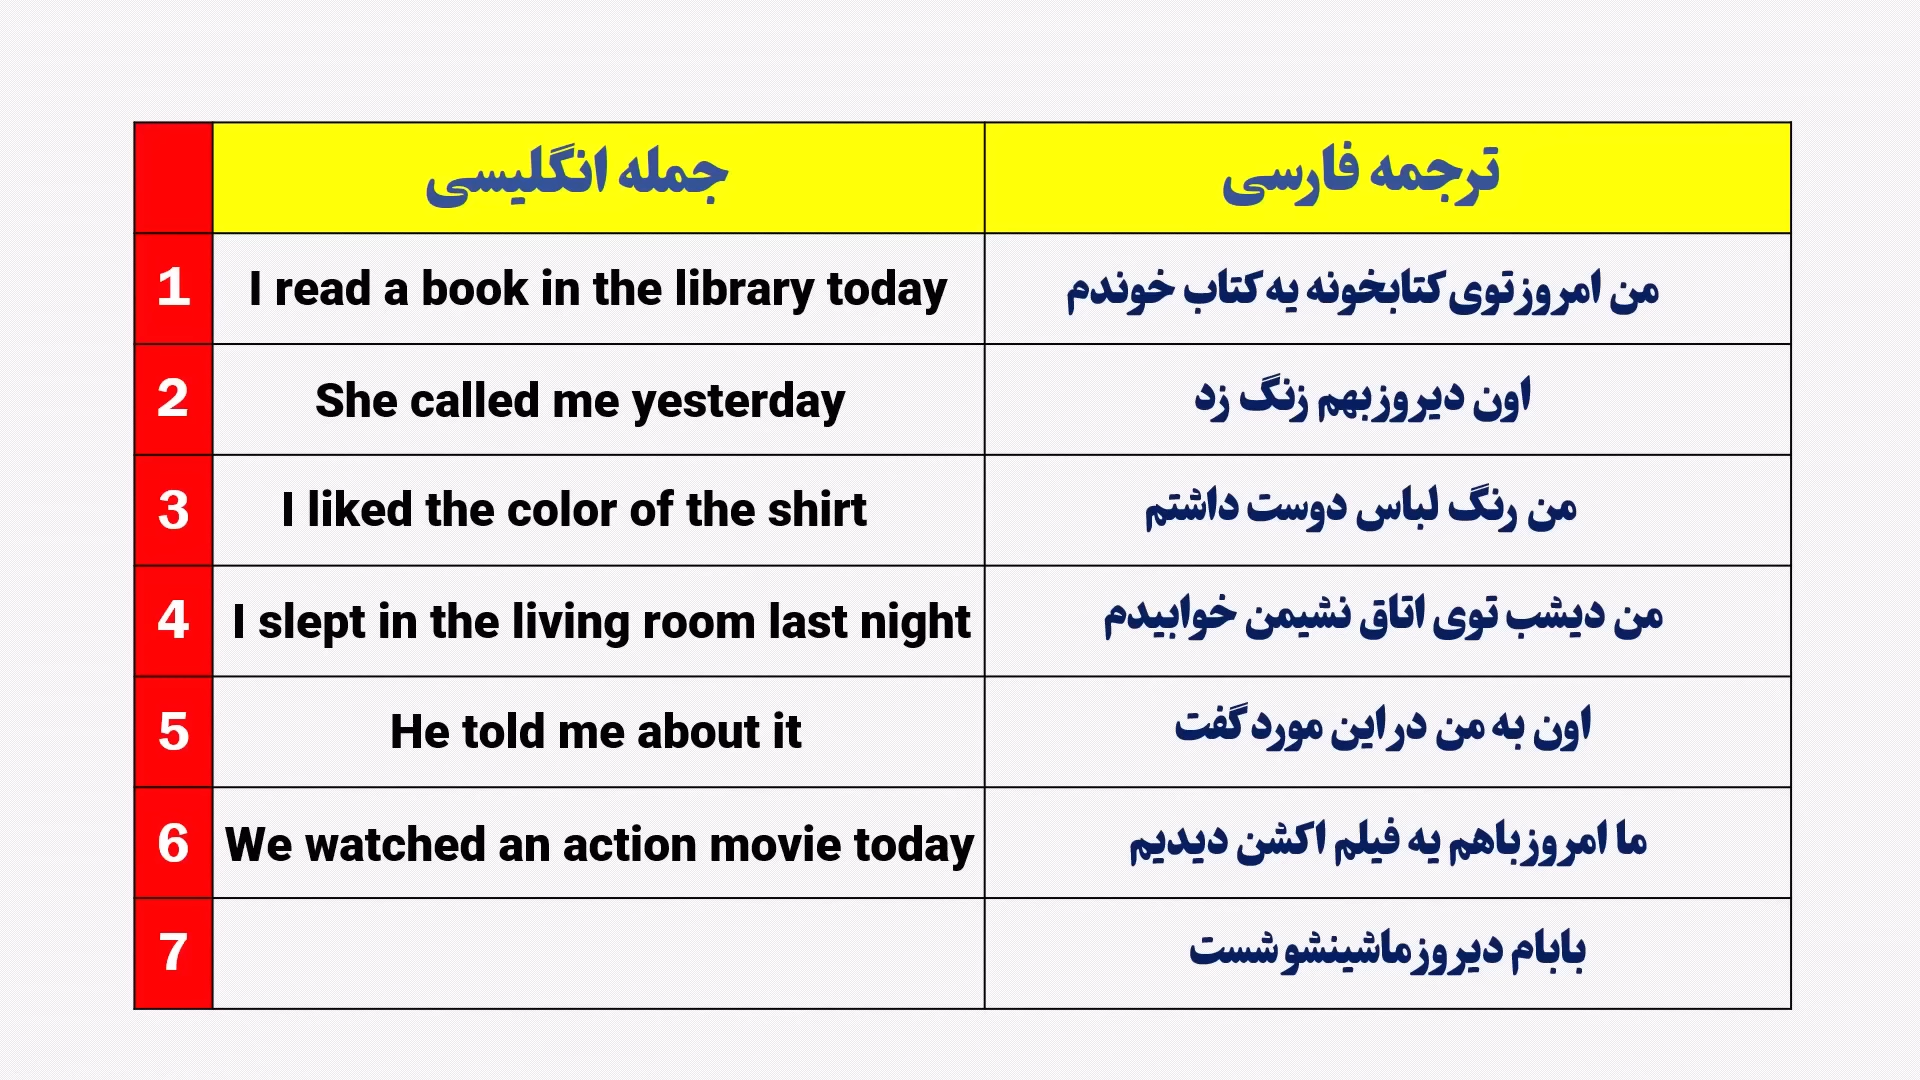 جمله انگلیسی ترجمه فارسی
1 I read a book in the library today من امروز توی کتابخونه یه کتاب خوندم
2 She called me yesterday اون دیروز بهم زنگ زد
3 I liked the color of the shirt من رنگ لباس دوست داشتم
4 I slept in the living room last night من دیشب توی اتاق نشیمن خوابیدم
5 He told me about it اون به من در این مورد گفت
6 We watched an action movie today ما امروز باهم یه فیلم اکشن دیدیم
7 بابام دیروز ماشینشو شست